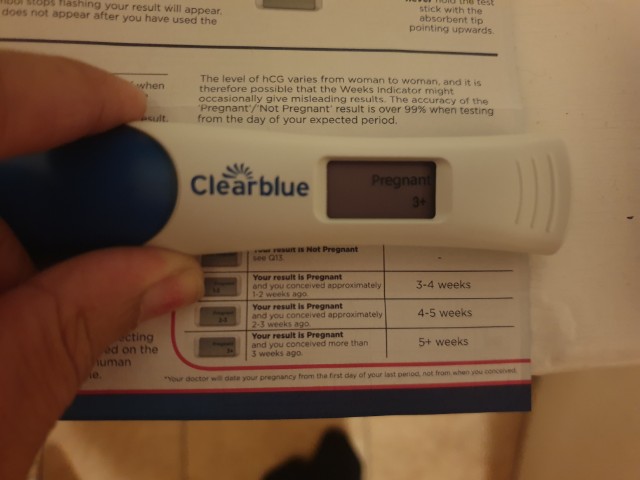 stops flashing your result will appear.
does not appear after you have used the
hold the test
stick with the
absorbent tip
pointing upwards.
when
result.
The level of hCG varies from woman to woman, and it is
therefore possible that the Weeks Indicator might
occasionally give misleading results. The accuracy of the
'Pregnant'/'Not Pregnant' result is over 99% when testing
from the day of your expected period.
Clearblue
Pregnant
3+
Your result is Not Pregnant
see Q13.
-
Your result is Pregnant
and you conceived approximately
1-2 weeks ago.
3-4 weeks
Your result is Pregnant
and you conceived approximately
2-3 weeks ago.
4-5 weeks
Your result is Pregnant
and you conceived more than
3 weeks ago.
5+ weeks
ecting
ed on the
uman
e.
*Your doctor will date your pregnancy from the first day of your last period, not from when you conceived.